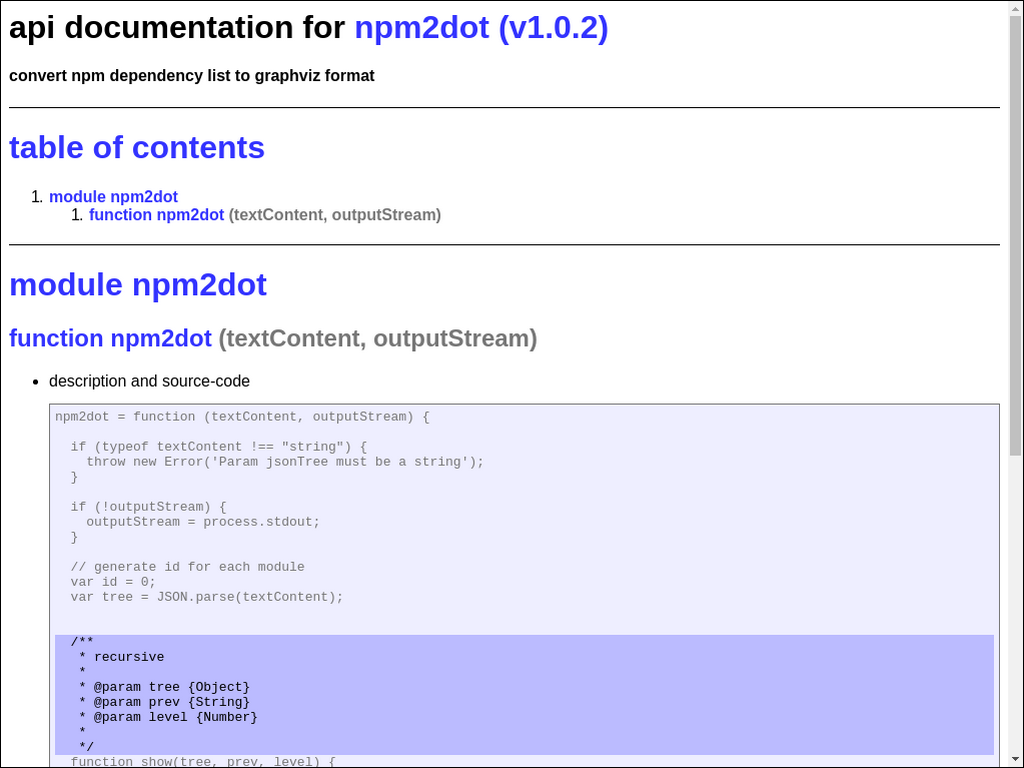 api documentation for npm2dot (v1.0.2)
convert npm dependency list to graphviz format
table of contents
1. module npm2dot
1. function npm2dot (textContent, outputStream)
module npm2dot
function npm2dot (textContent, outputStream)
• description and source-code
npm2dot = function (textContent, outputStream) {
if (typeof textContent !== "string") {
throw new Error('Param jsonTree must be a string');
}
if (!outputStream) {
outputStream = process.stdout;
}
// generate id for each module
var id = 0;
var tree = JSON.parse(textContent);
/**
* recursive
*
* @param tree {Object}
* @param prev {String}
* @param level {Number}
*
*/
function show(tree, prev, level) {